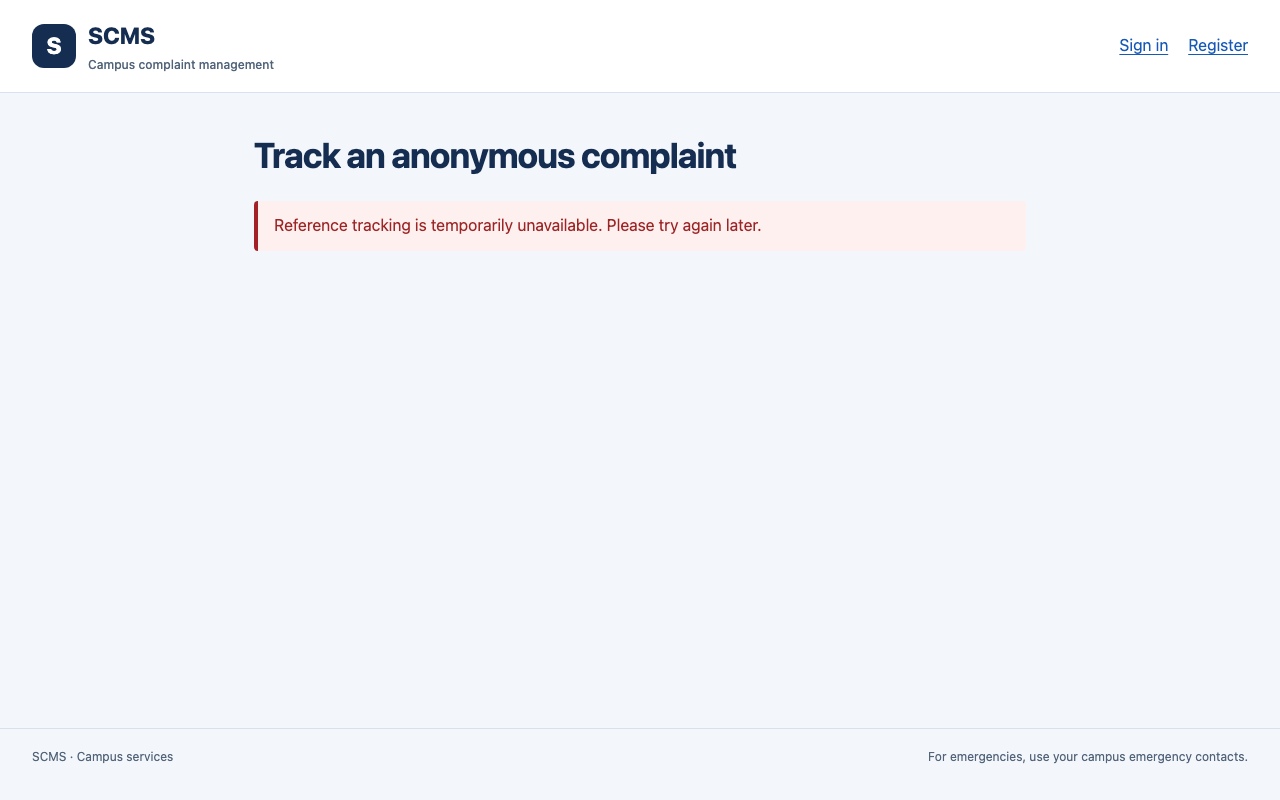 S
SCMS
Campus complaint management
Sign in
Register
Track an anonymous complaint
Reference tracking is temporarily unavailable. Please try again later.
SCMS · Campus services
For emergencies, use your campus emergency contacts.